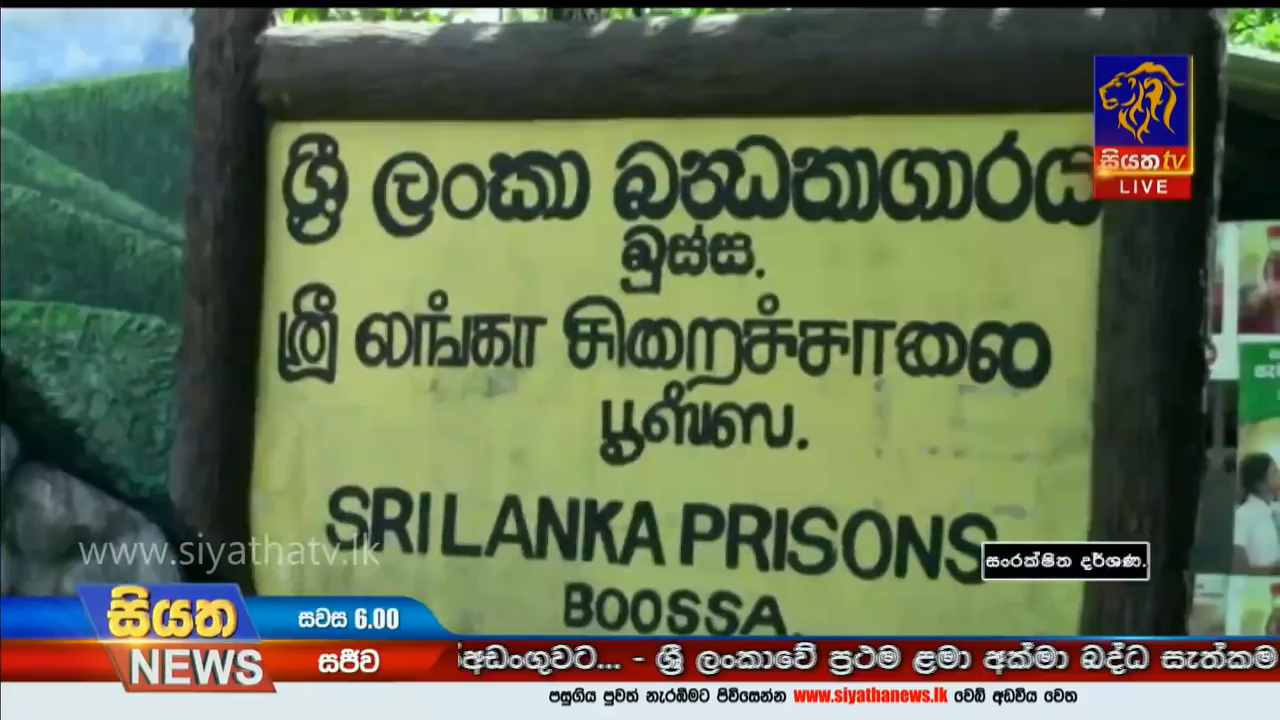 ශ්‍රී ලංකා බන්ධනාගාරය
බුස්ස.
ஸ்ரீ லங்கா சிறைச்சாலை
பூஸ்ஸ.
SRI LANKA PRISONS
BOOSSA.
සියත tv
LIVE
www.siyathatv.lk
සංරක්ෂිත දර්ශණ.
සියත
NEWS
සවස 6.00
සජීව
අඩංගුවට... - ශ්‍රී ලංකාවේ ප්‍රථම ළමා අක්මා බද්ධ සැත්කම
පසුගිය පුවත් නැරඹීමට පිවිසෙන්න www.siyathanews.lk වෙබ් අඩවිය වෙත